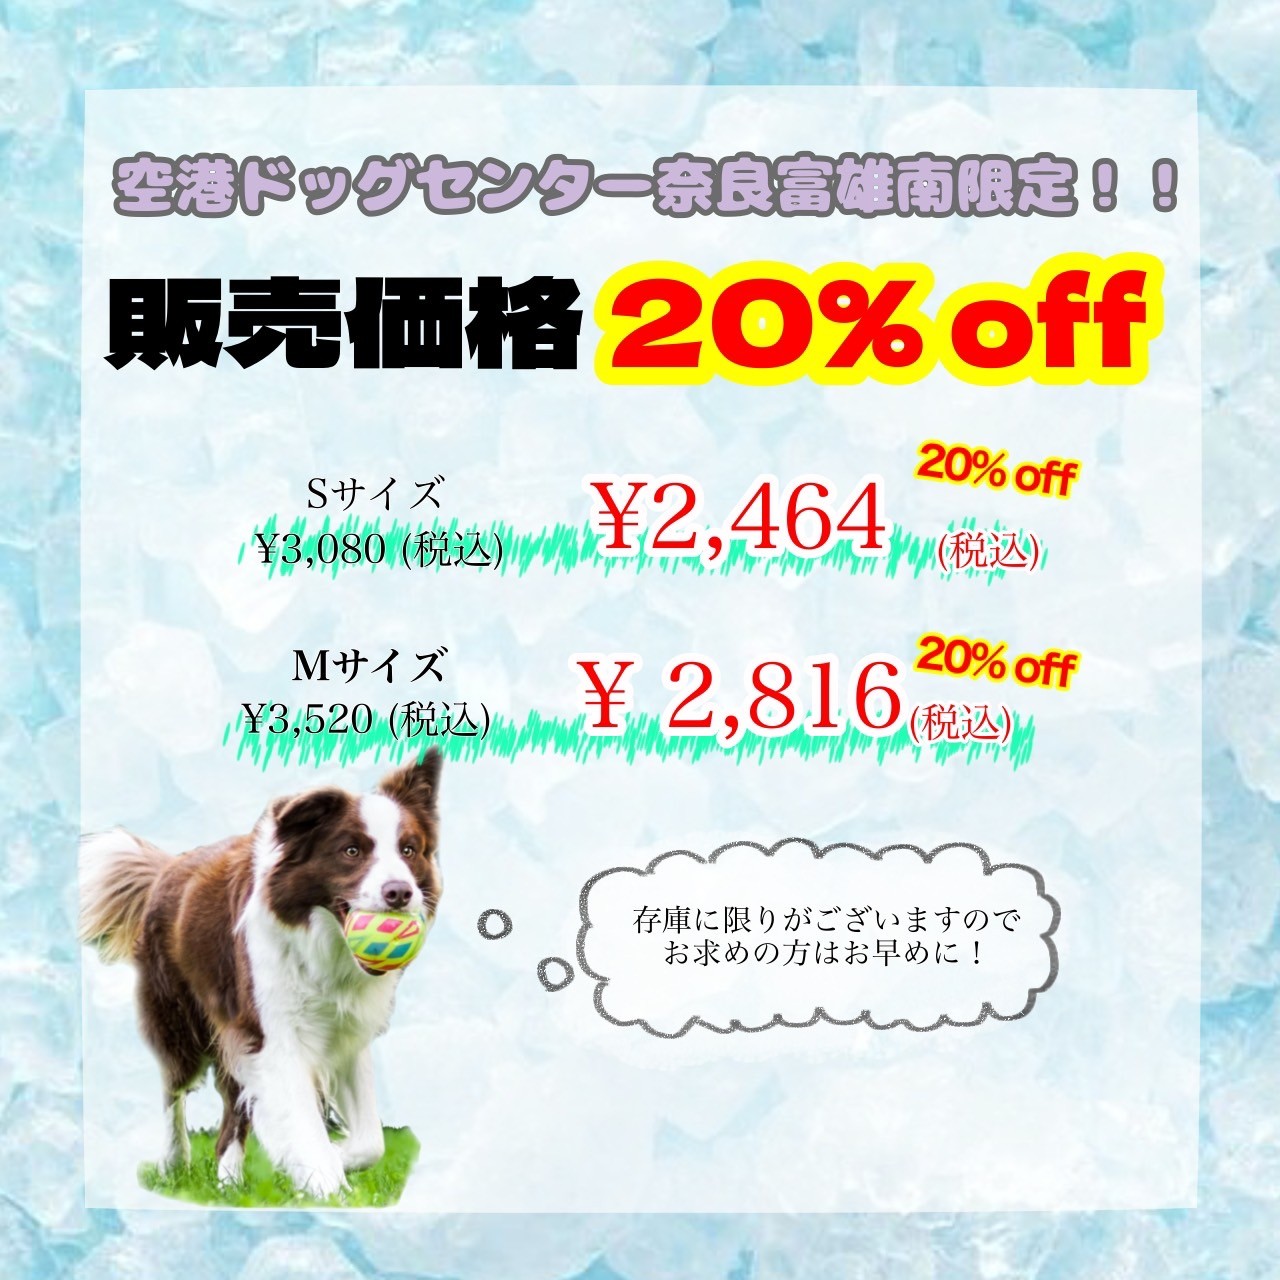 空港ドッグセンター奈良富雄南限定！！
販売価格 20% off
Sサイズ
¥3,080 (税込)
¥2,464 (税込)
20% off
Mサイズ
¥3,520 (税込)
¥ 2,816 (税込)
20% off
存庫に限りがございますので
お求めの方はお早めに！